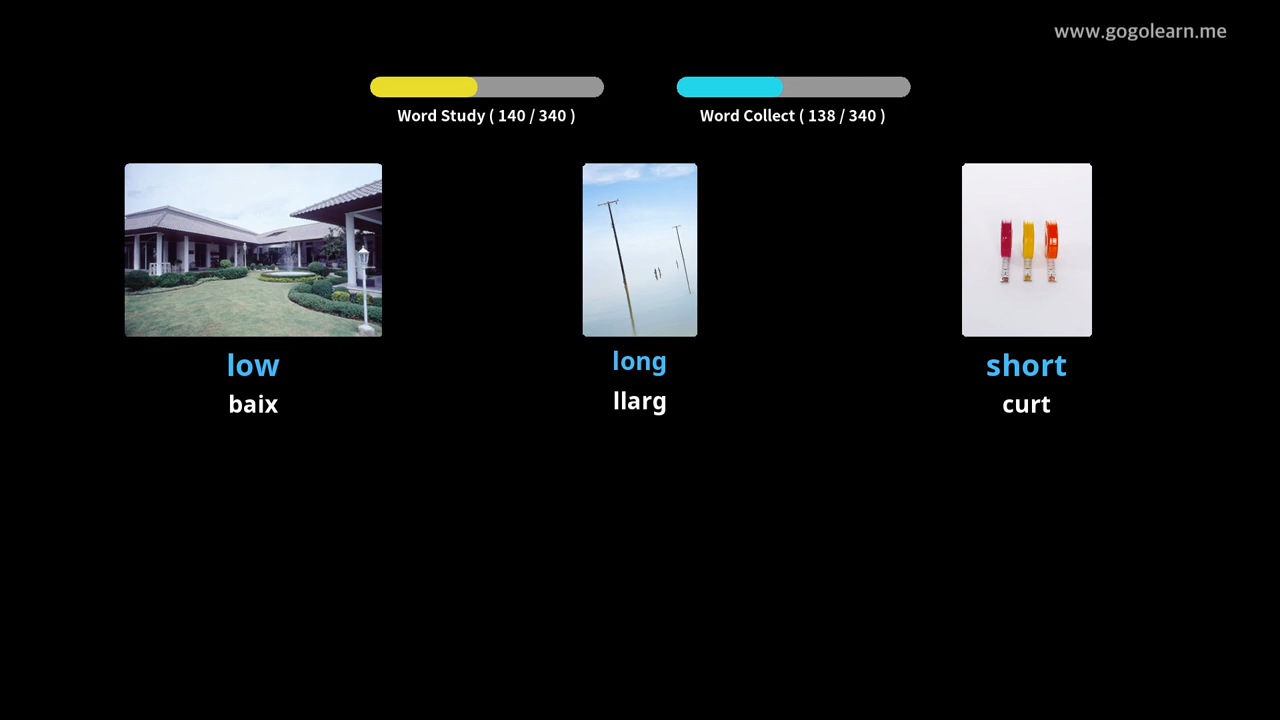 www.gogolearn.me
Word Study ( 140 / 340 )
Word Collect ( 138 / 340 )
low
baix
long
llarg
short
curt